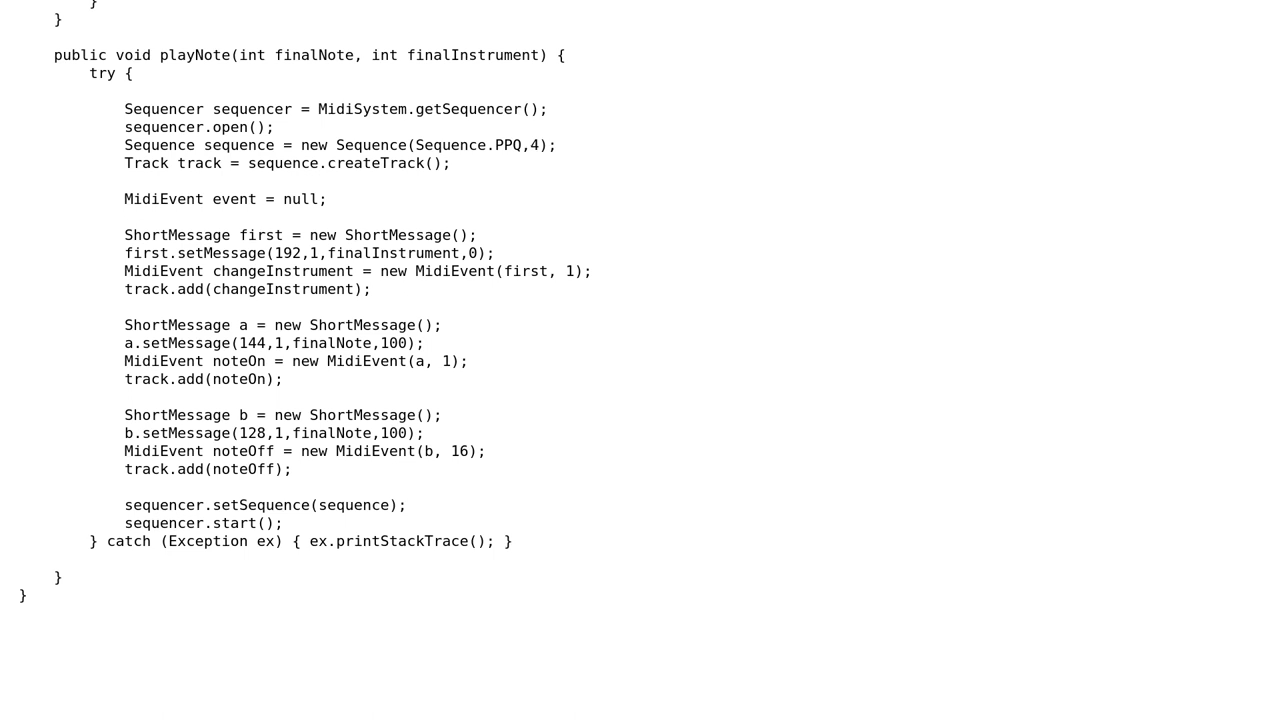 }
    }

    public void playNote(int finalNote, int finalInstrument) {
        try {

            Sequencer sequencer = MidiSystem.getSequencer();
            sequencer.open();
            Sequence sequence = new Sequence(Sequence.PPQ,4);
            Track track = sequence.createTrack();

            MidiEvent event = null;

            ShortMessage first = new ShortMessage();
            first.setMessage(192,1,finalInstrument,0);
            MidiEvent changeInstrument = new MidiEvent(first, 1);
            track.add(changeInstrument);

            ShortMessage a = new ShortMessage();
            a.setMessage(144,1,finalNote,100);
            MidiEvent noteOn = new MidiEvent(a, 1);
            track.add(noteOn);

            ShortMessage b = new ShortMessage();
            b.setMessage(128,1,finalNote,100);
            MidiEvent noteOff = new MidiEvent(b, 16);
            track.add(noteOff);

            sequencer.setSequence(sequence);
            sequencer.start();
        } catch (Exception ex) { ex.printStackTrace(); }

    }
}